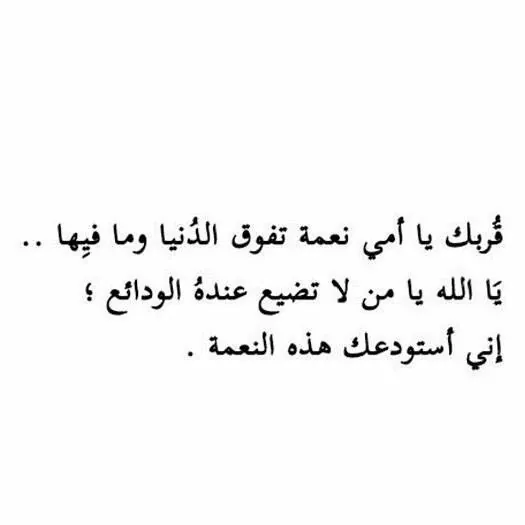 قُربك يا أمي نعمة تفوق الدُنيا وما فيِها ..
يَا الله يا من لا تضيع عندهُ الودائع ؛
إني أستودعك هذه النعمة .